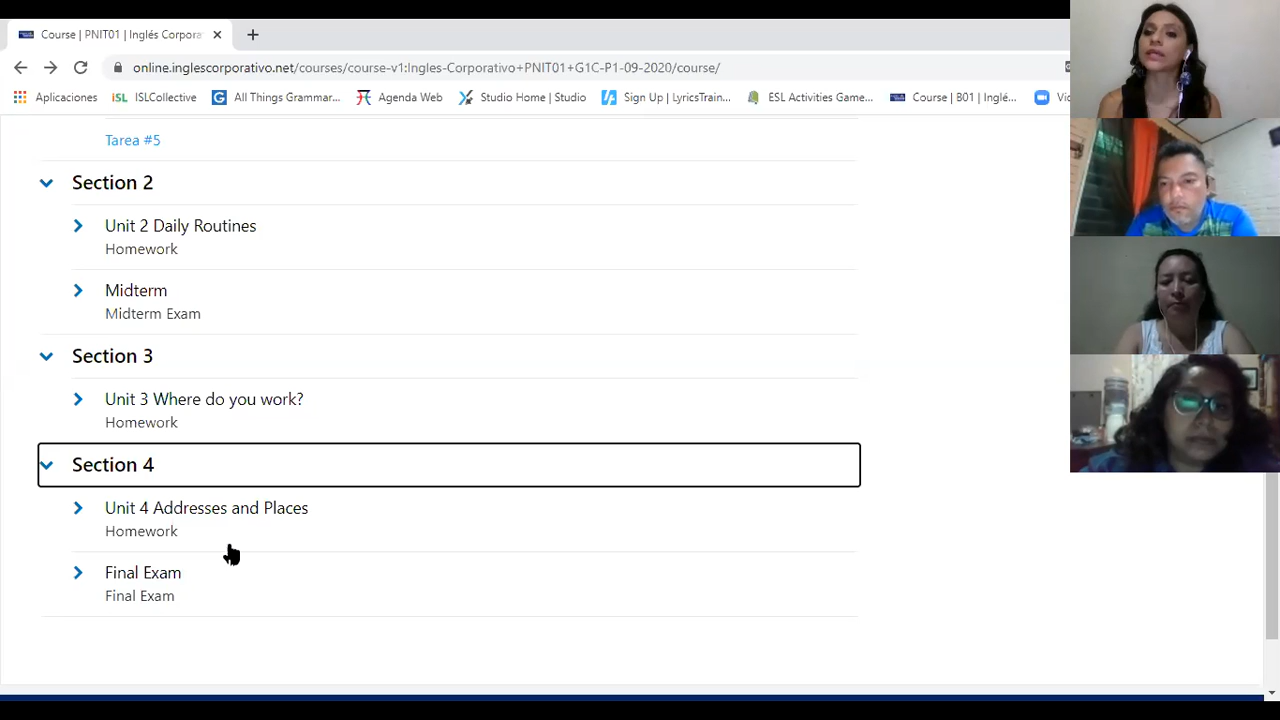 Course | PNIT01 | Inglés Corpora
online.inglescorporativo.net/courses/course-v1:Ingles-Corporativo+PNIT01+G1C-P1-09-2020/course/
Aplicaciones ISLCollective All Things Grammar... Agenda Web Studio Home | Studio Sign Up | LyricsTrain... ESL Activities Game... Course | B01 | Inglé...
Tarea #5
Section 2
Unit 2 Daily Routines
Homework
Midterm
Midterm Exam
Section 3
Unit 3 Where do you work?
Homework
Section 4
Unit 4 Addresses and Places
Homework
Final Exam
Final Exam